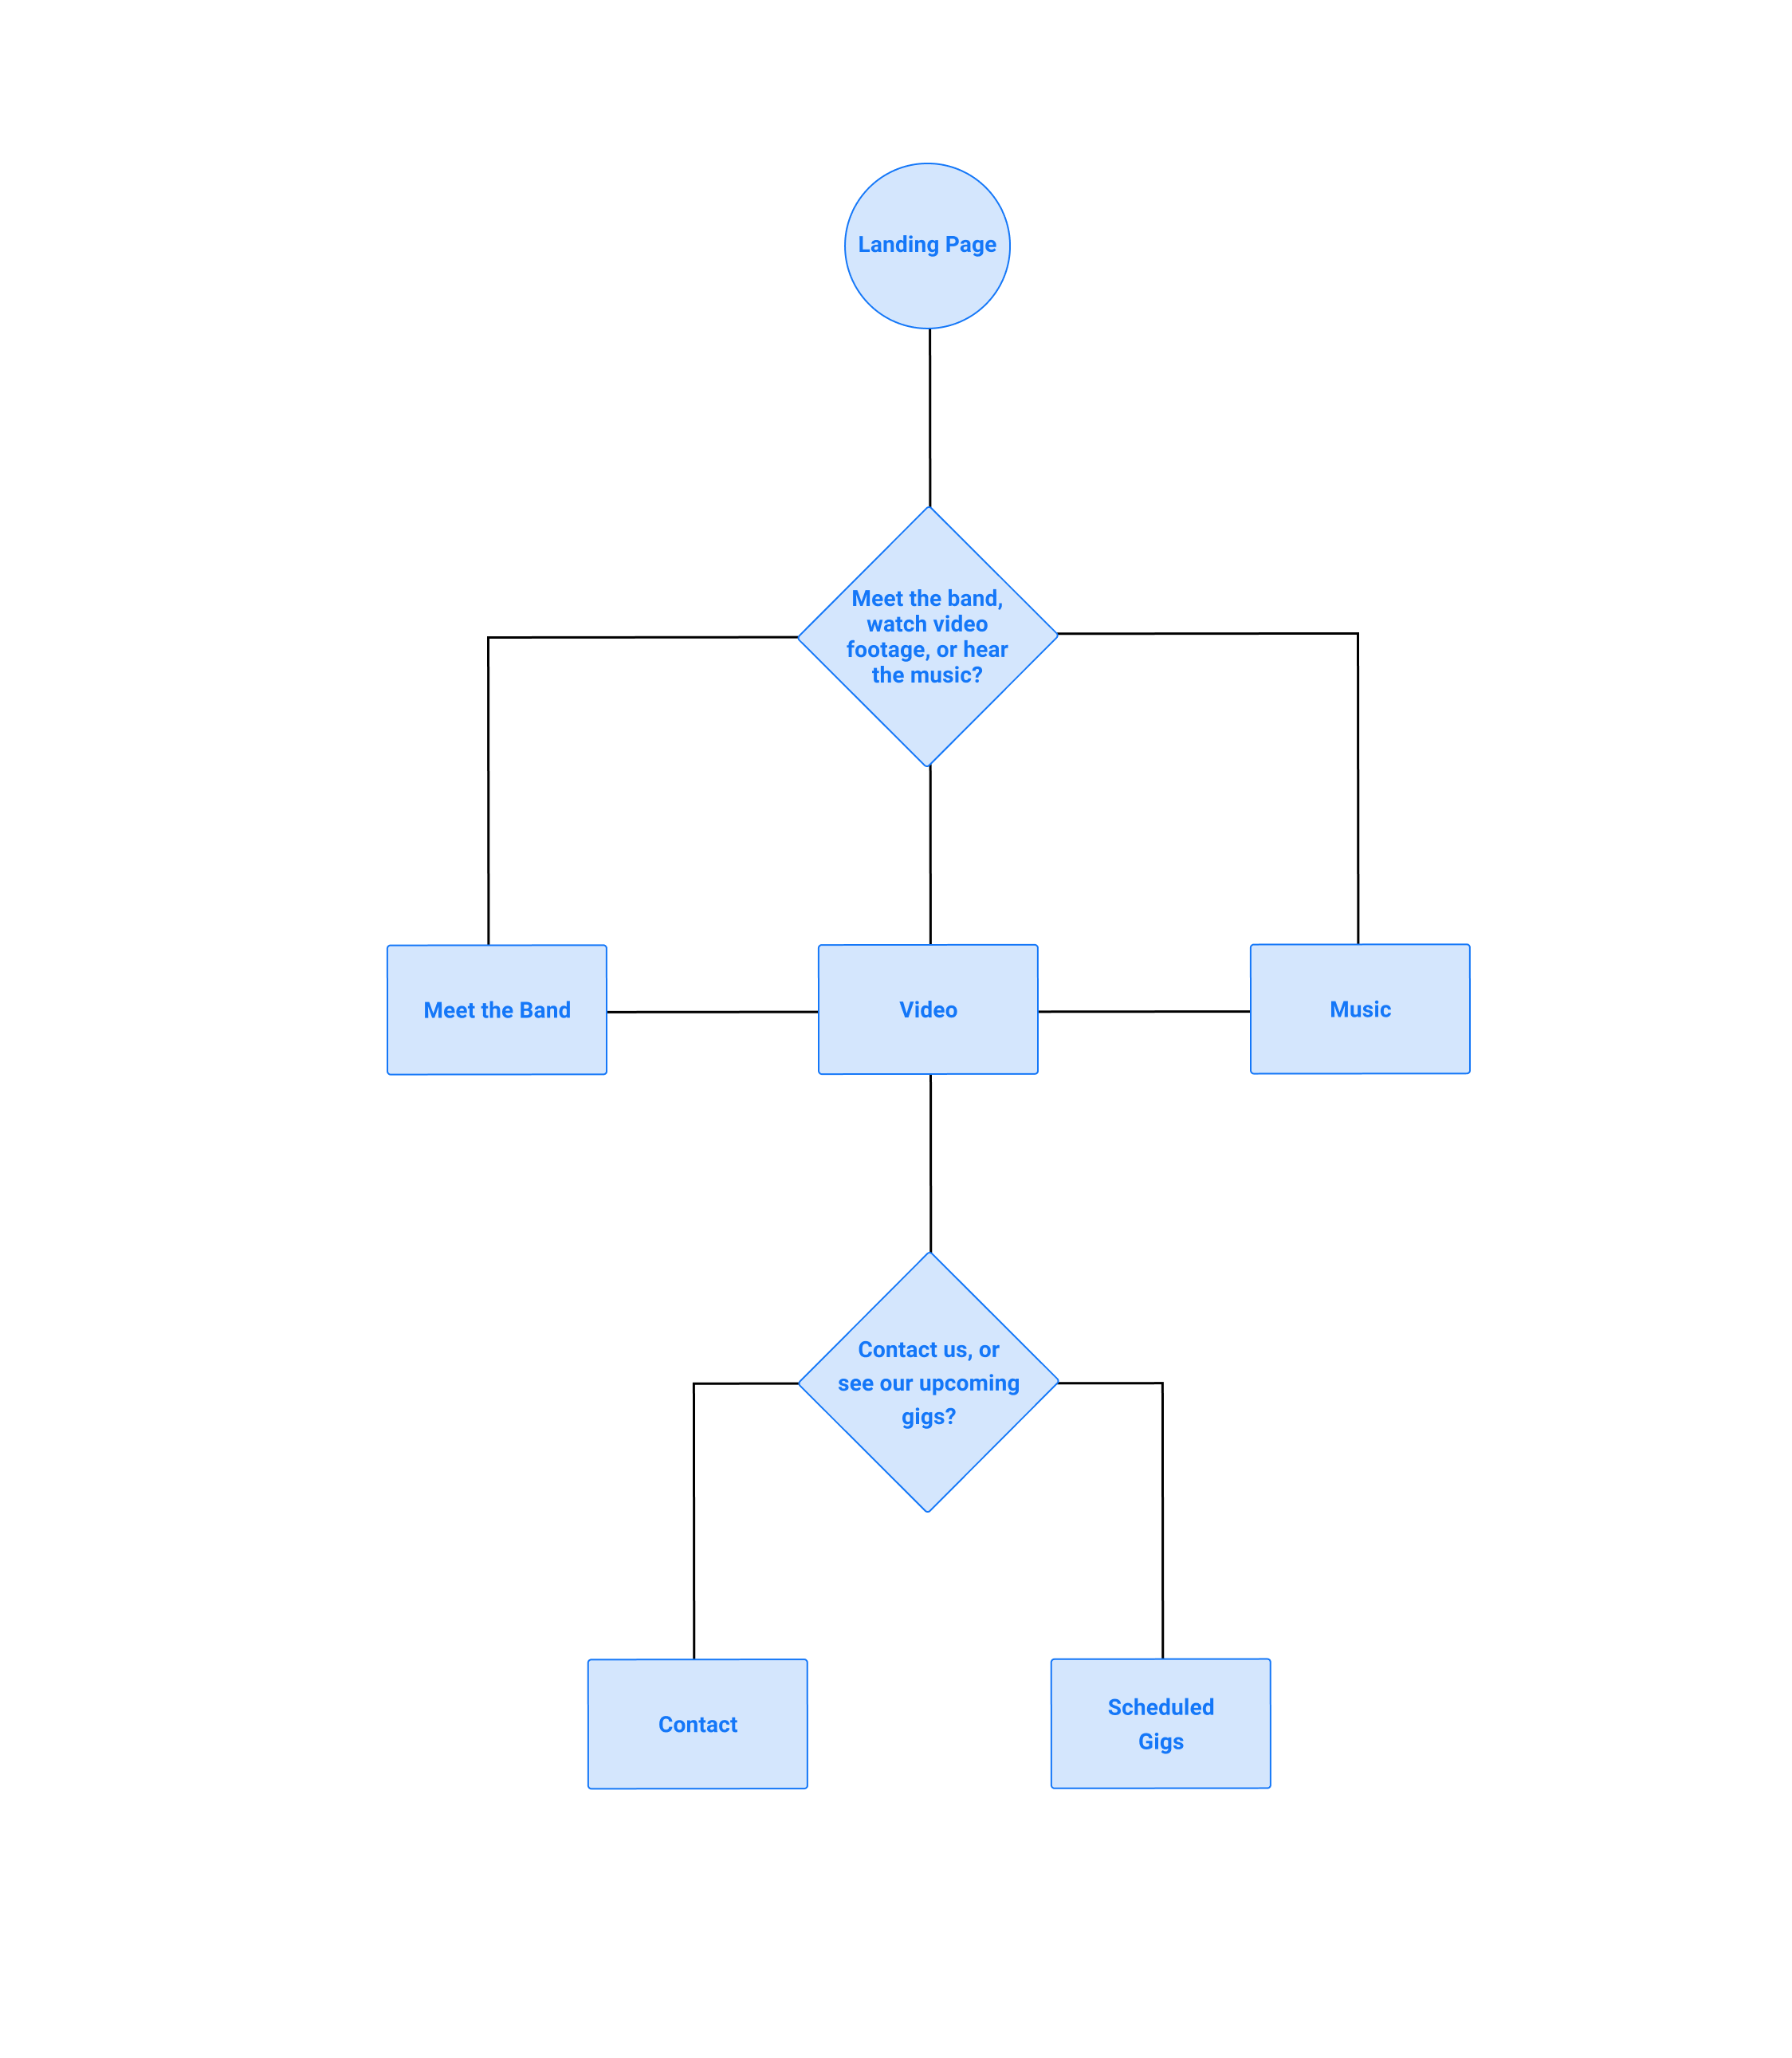 Landing Page
Meet the band,
watch video
footage, or hear
the music?
Meet the Band
Video
Music
Contact us, or
see our upcoming
gigs?
Contact
Scheduled
Gigs